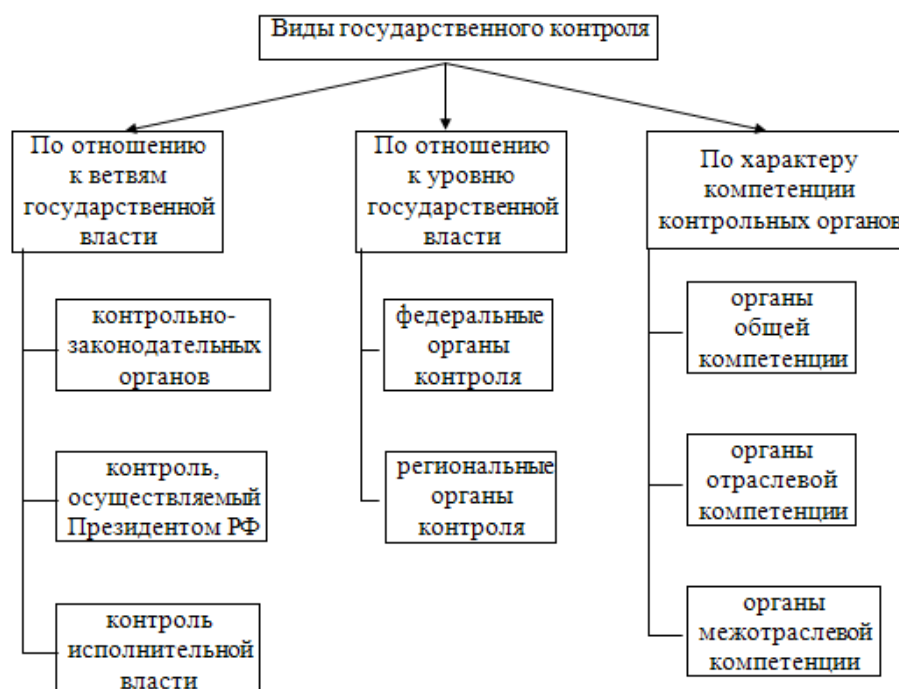 Виды государственного контроля
По отношению
к ветвям
государственной
власти
контрольно-
законодательных
органов
контроль,
осуществляемый
Президентом РФ
контроль
исполнительной
власти
По отношению
к уровню
государственной
власти
федеральные
органы
контроля
региональные
органы
контроля
По характеру
компетенции
контрольных органов
органы
общей
компетенции
органы
отраслевой
компетенции
органы
межотраслевой
компетенции